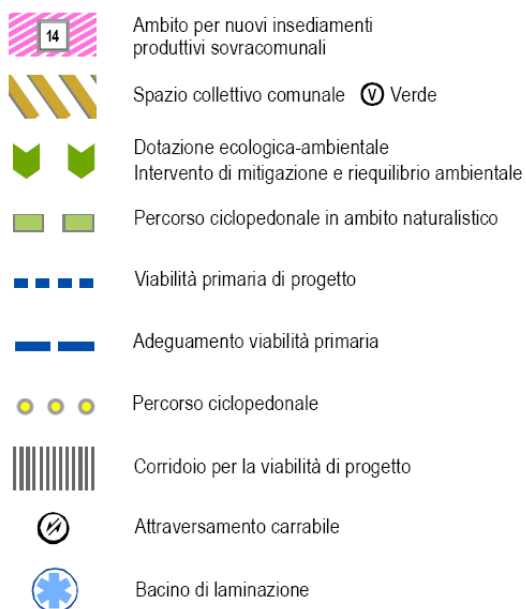 14
Ambito per nuovi insediamenti
produttivi sovracomunali
Spazio collettivo comunale V Verde
Dotazione ecologica-ambientale
Intervento di mitigazione e riequilibrio ambientale
Percorso ciclopedonale in ambito naturalistico
Viabilità primaria di progetto
Adeguamento viabilità primaria
Percorso ciclopedonale
Corridoio per la viabilità di progetto
Attraversamento carrabile
Bacino di laminazione